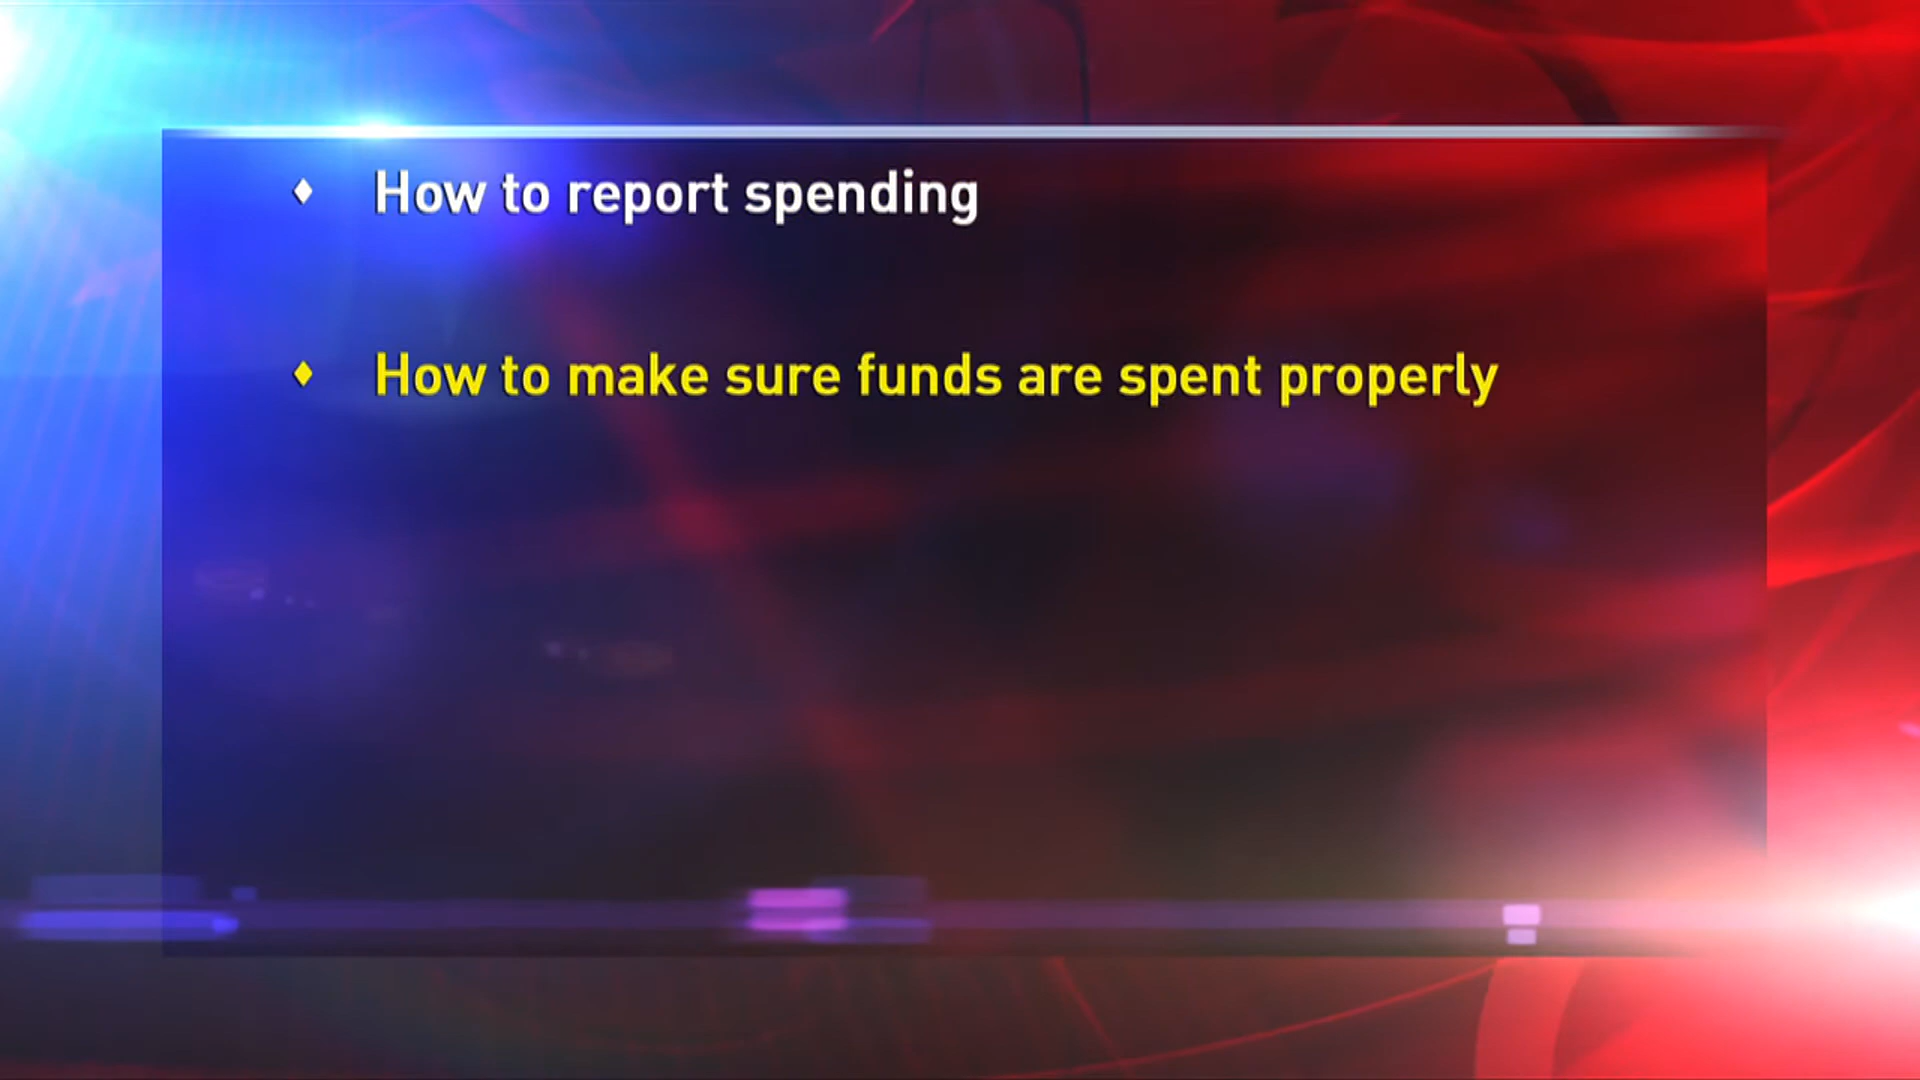 ♦ How to report spending
♦ How to make sure funds are spent properly